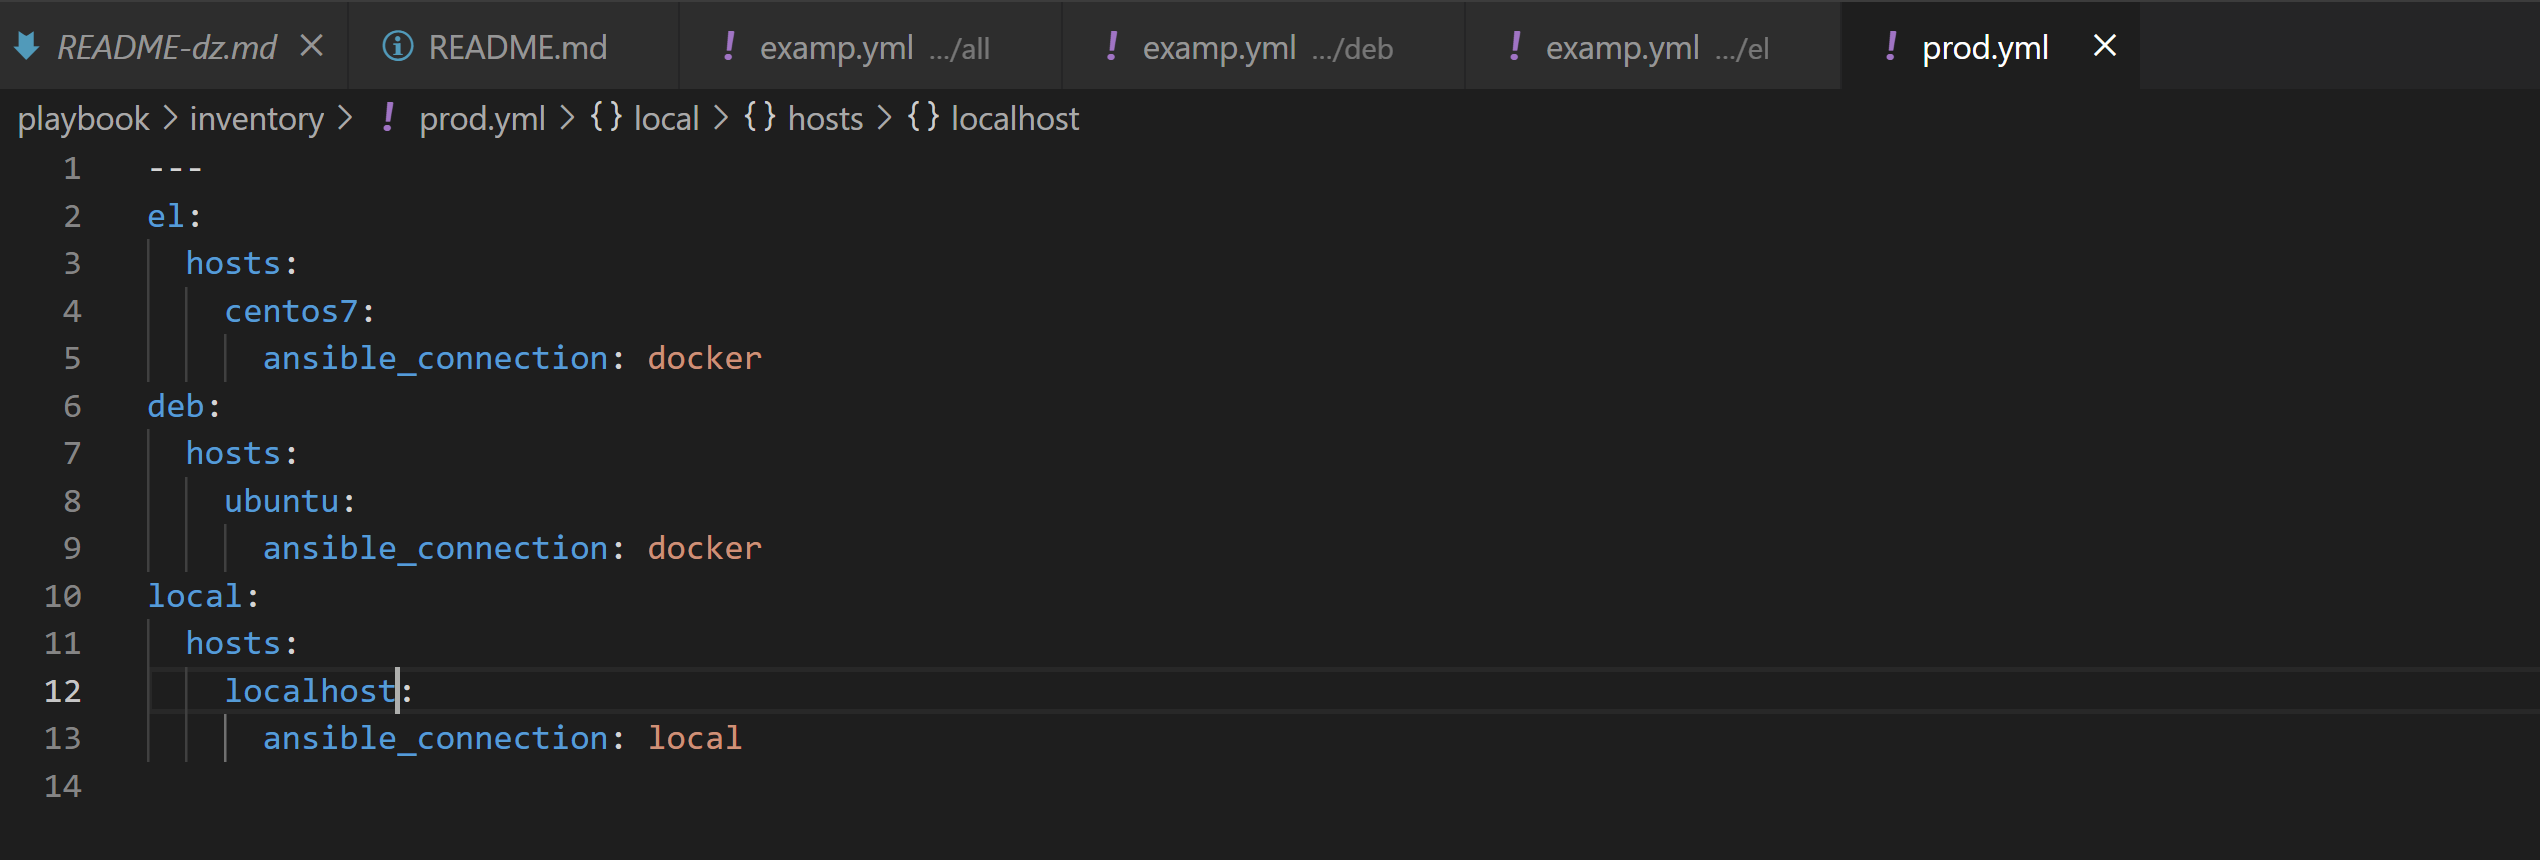 README-dz.md README.md ! examp.yml .../all ! examp.yml .../deb ! examp.yml .../el ! prod.yml
playbook > inventory > ! prod.yml > {} local > {} hosts > {} localhost
1 ---
2 el:
3 hosts:
4 centos7:
5 ansible_connection: docker
6 deb:
7 hosts:
8 ubuntu:
9 ansible_connection: docker
10 local:
11 hosts:
12 localhost:
13 ansible_connection: local
14